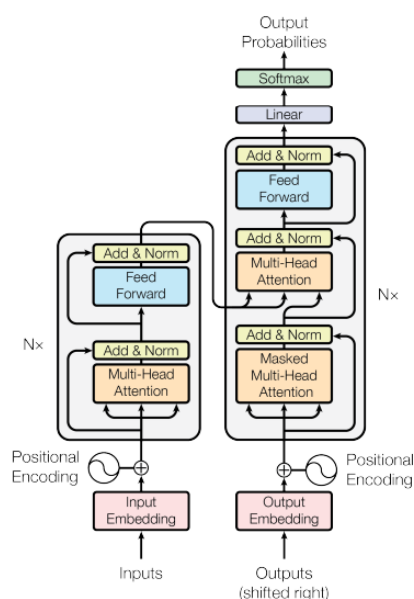 Output
Probabilities
Softmax
Linear
Add & Norm
Feed
Forward
Add & Norm
Multi-Head
Attention
Add & Norm
Masked
Multi-Head
Attention
N×
Positional
Encoding
Output
Embedding
Outputs
(shifted right)
Add & Norm
Feed
Forward
Add & Norm
Multi-Head
Attention
N×
Positional
Encoding
Input
Embedding
Inputs